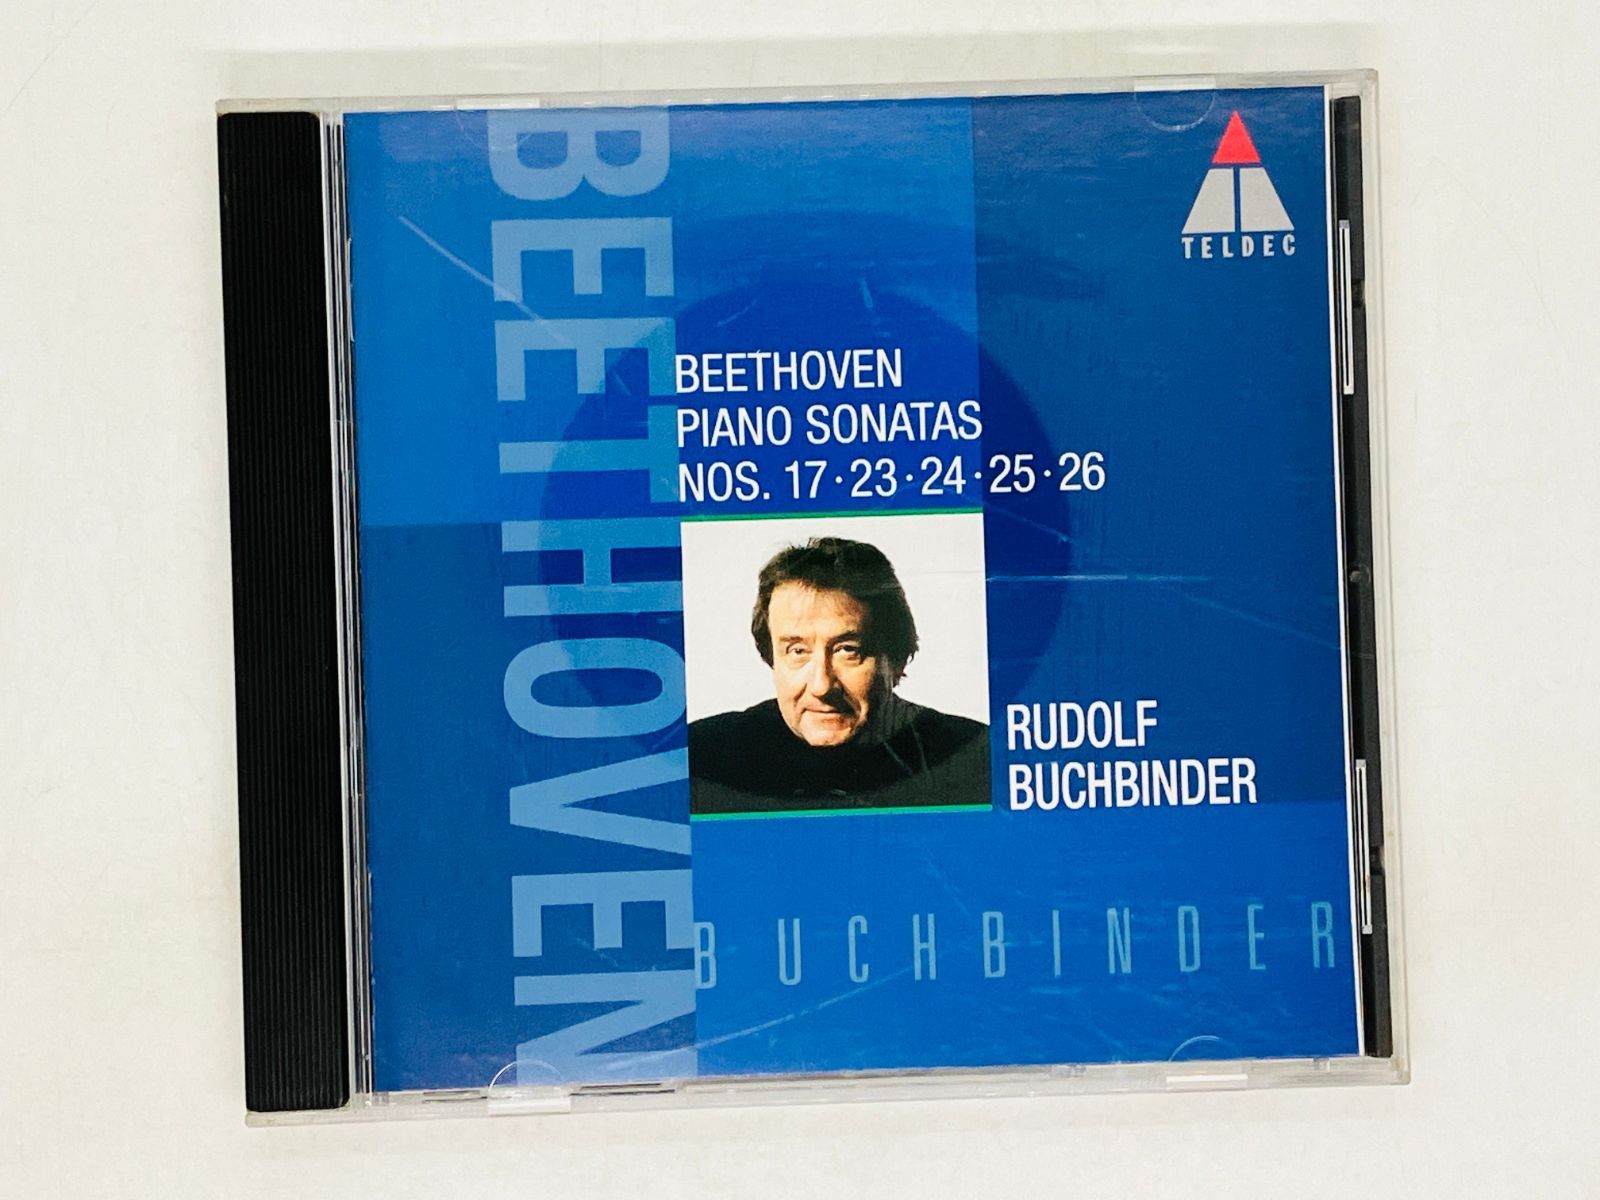 BEETHOVEN
TELDEC
BEETHOVEN
PIANO SONATAS
NOS. 17·23·24·25·26
RUDOLF
BUCHBINDER
BUCHBINDER